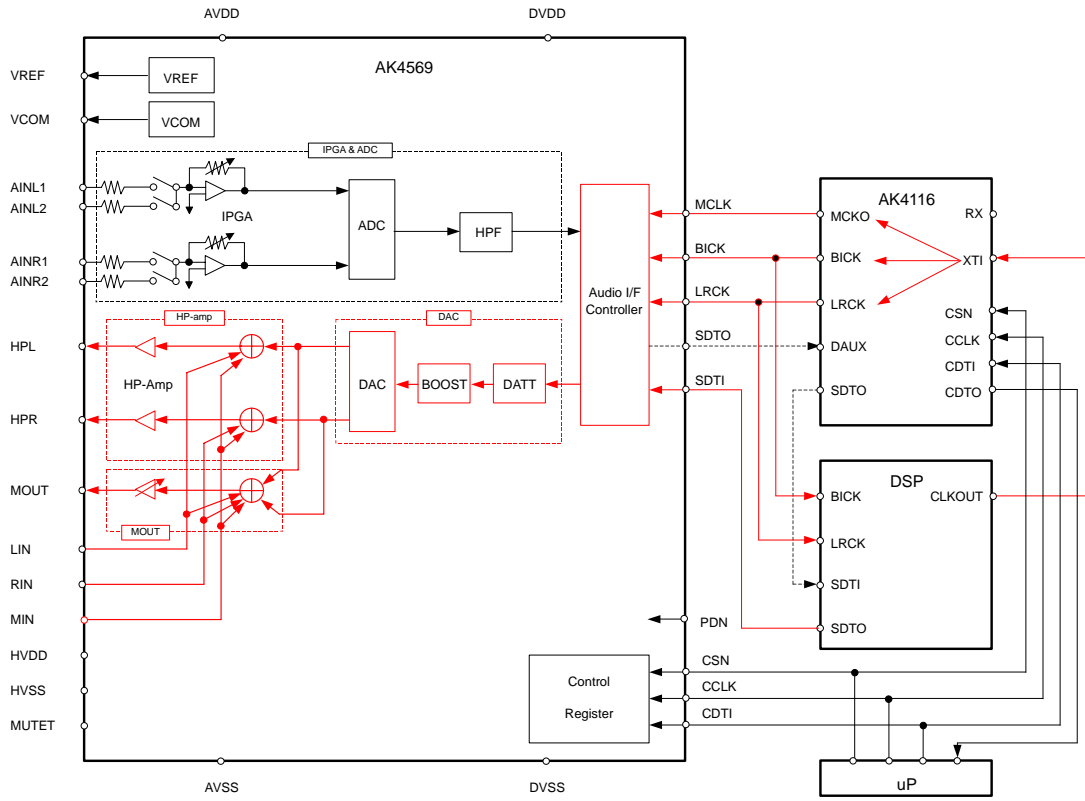 AVDD
DVDD
AK4569
VREF
VREF
VCOM
VCOM
IPGA & ADC
AINL1
AINL2
IPGA
ADC
HPF
AINR1
AINR2
Audio I/F
Controller
MCLK
BICK
LRCK
SDTO
SDTI
AK4116
MCKO
RX
BICK
XTI
LRCK
CSN
CCLK
DAUX
CDTI
SDTO
CDTO
HP-amp
DAC
HPL
HP-Amp
DAC
BOOST
DATT
HPR
MOUT
MOUT
LIN
RIN
MIN
HVDD
HVSS
MUTET
DSP
BICK
CLKOUT
LRCK
SDTI
SDTO
PDN
CSN
CCLK
CDTI
Control
Register
AVSS
DVSS
uP